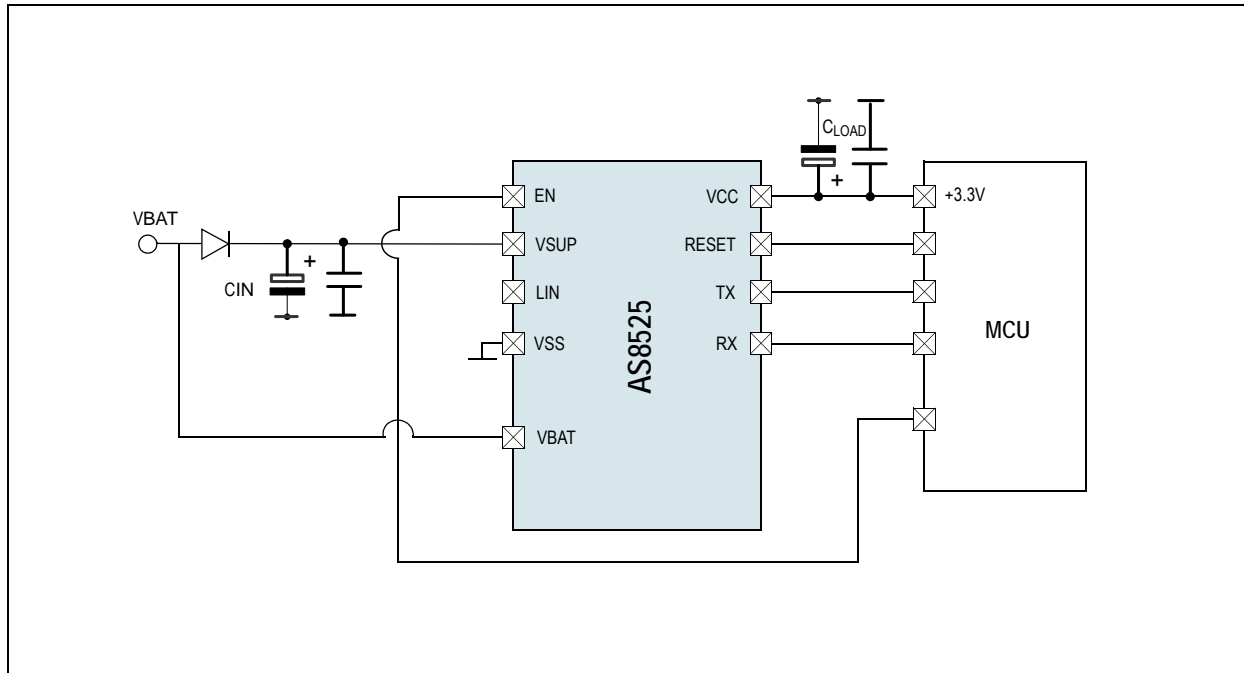 VBAT
+
CIN
EN
VSUP
LIN
VSS
VBAT
AS8525
VCC
RESET
TX
RX
CLOAD
+
+3.3V
MCU